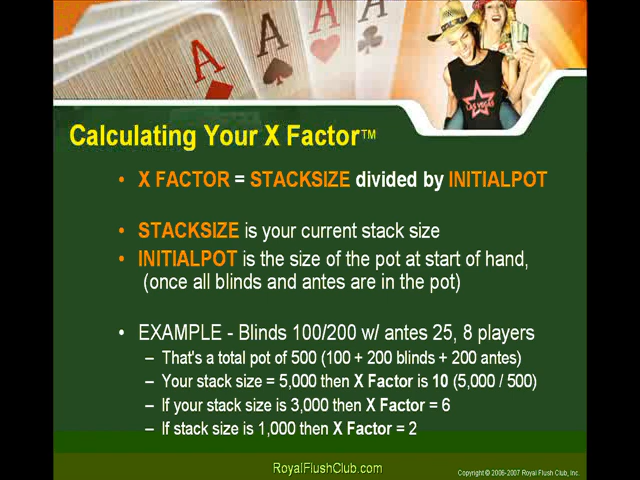 Calculating Your X Factor™
• X FACTOR = STACKSIZE divided by INITIALPOT
• STACKSIZE is your current stack size
• INITIALPOT is the size of the pot at start of hand,
(once all blinds and antes are in the pot)
• EXAMPLE - Blinds 100/200 w/ antes 25, 8 players
– That's a total pot of 500 (100 + 200 blinds + 200 antes)
– Your stack size = 5,000 then X Factor is 10 (5,000 / 500)
– If your stack size is 3,000 then X Factor = 6
– If stack size is 1,000 then X Factor = 2
RoyalFlushClub.com
Copyright © 2006-2007 Royal Flush Club, Inc.
A
A
A
A
LAS VEGAS